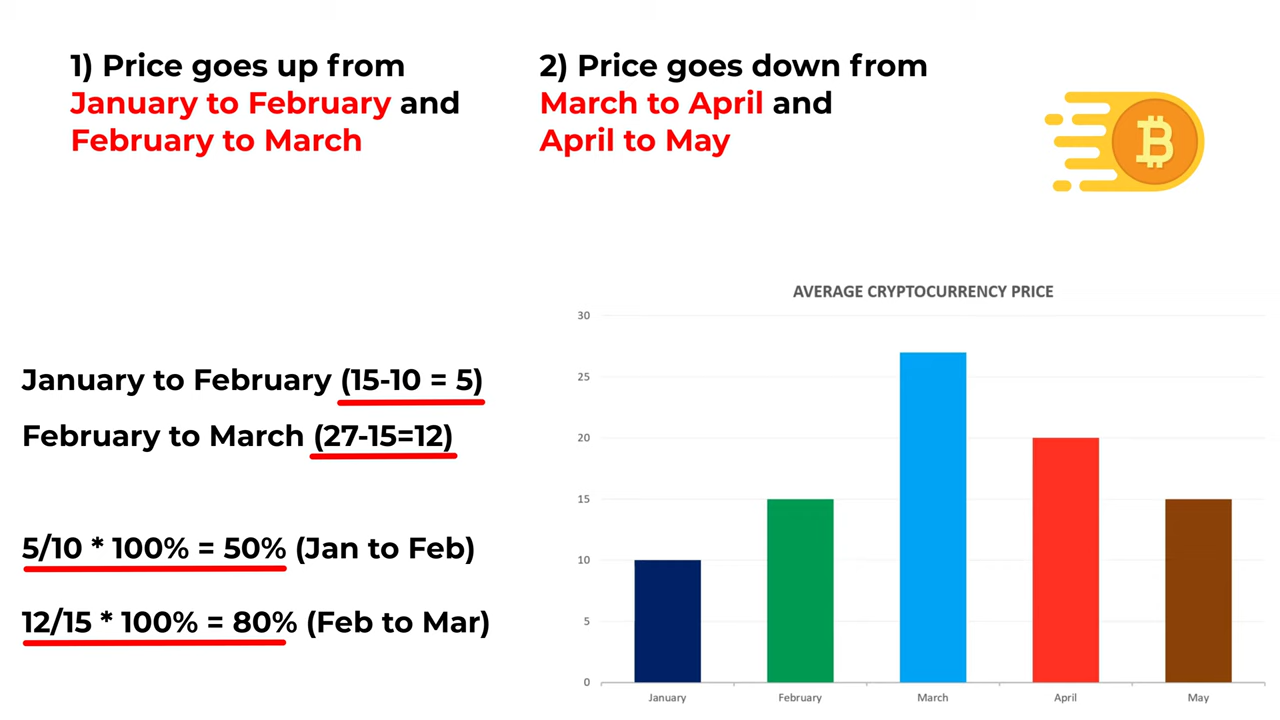 1) Price goes up from
January to February and
February to March
2) Price goes down from
March to April and
April to May
January to February (15-10 = 5)
February to March (27-15=12)
5/10 * 100% = 50% (Jan to Feb)
12/15 * 100% = 80% (Feb to Mar)
AVERAGE CRYPTOCURRENCY PRICE
30
25
20
15
10
5
0
January February March April May